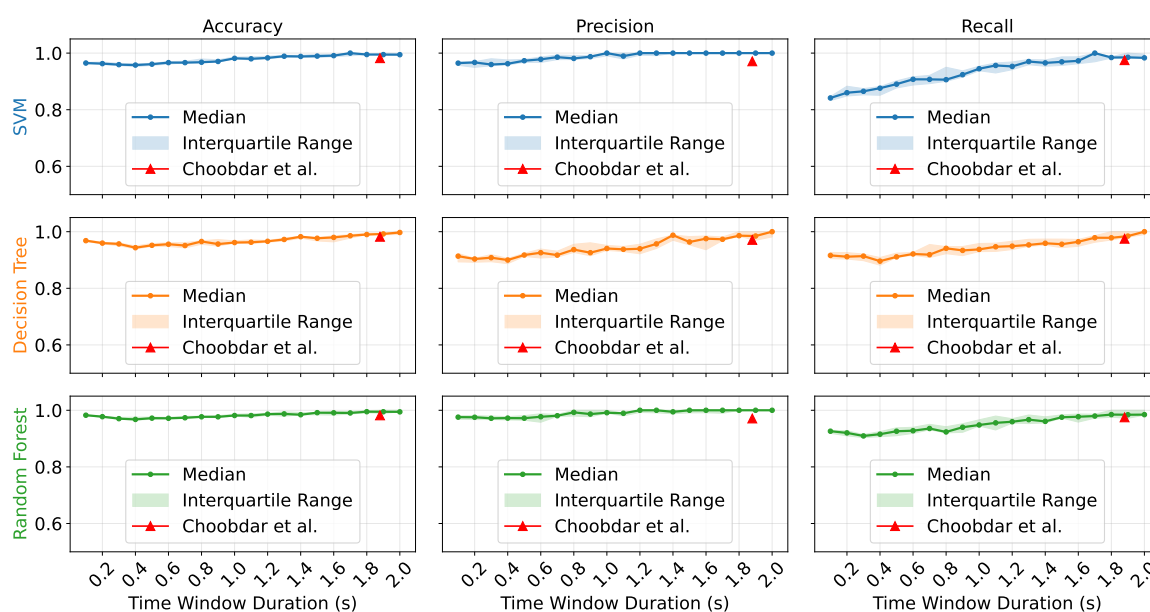 Accuracy
Precision
Recall
SVM
1.0
0.8
0.6
Median
Interquartile Range
Choobdar et al.
Median
Interquartile Range
Choobdar et al.
Median
Interquartile Range
Choobdar et al.
Decision Tree
1.0
0.8
0.6
Median
Interquartile Range
Choobdar et al.
Median
Interquartile Range
Choobdar et al.
Median
Interquartile Range
Choobdar et al.
Random Forest
1.0
0.8
0.6
Median
Interquartile Range
Choobdar et al.
Median
Interquartile Range
Choobdar et al.
Median
Interquartile Range
Choobdar et al.
0.2 0.4 0.6 0.8 1.0 1.2 1.4 1.6 1.8 2.0
0.2 0.4 0.6 0.8 1.0 1.2 1.4 1.6 1.8 2.0
0.2 0.4 0.6 0.8 1.0 1.2 1.4 1.6 1.8 2.0
Time Window Duration (s)
Time Window Duration (s)
Time Window Duration (s)